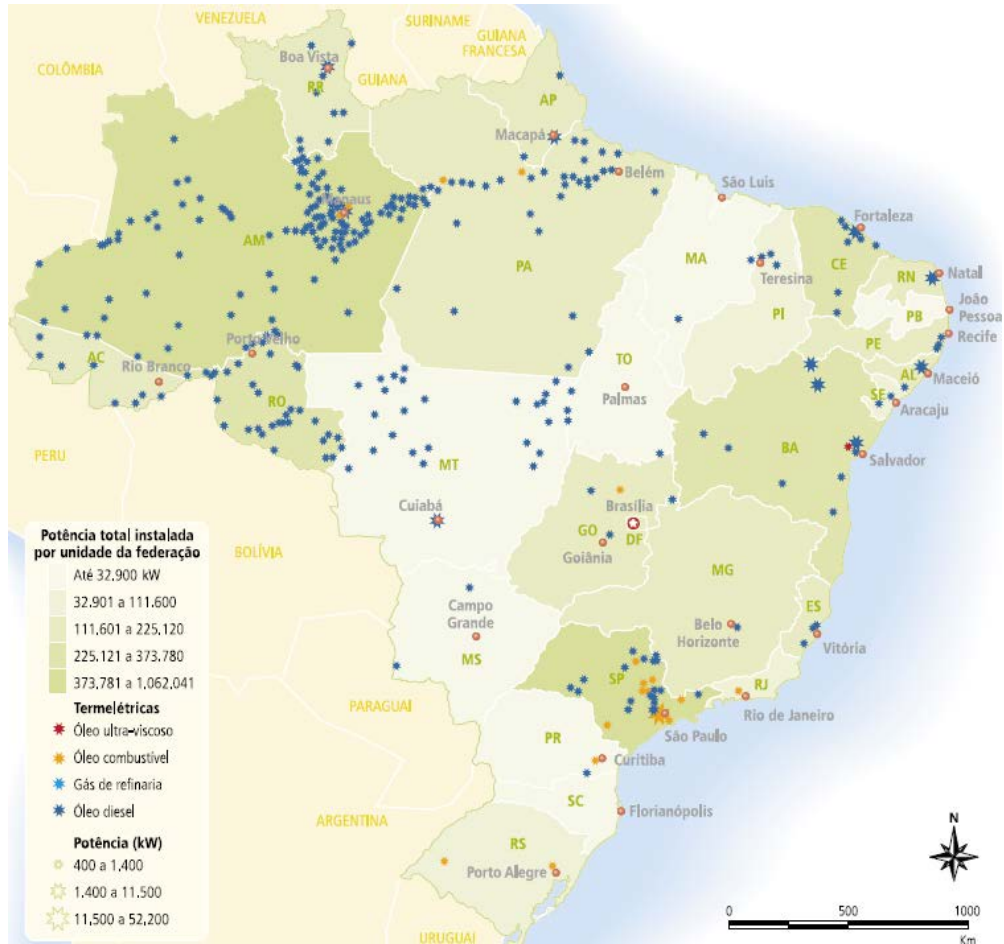 VENEZUELA
SURINAME
GUIANA
FRANCESA
COLÔMBIA
Boa Vista
RR
GUIANA
AP
Macapá
Belém
São Luis
Manaus
Fortaleza
AM
PA
MA
CE
Teresina
RN
Natal
PI
PB
João
Pessoa
PE
Recife
Porto Velho
AC
Rio Branco
TO
AL
Maceió
Palmas
SE
Aracaju
RO
PERU
MT
BA
Salvador
Cuiabá
Brasília
GO
DF
Goiânia
BOLÍVIA
MG
Campo
Grande
Belo
Horizonte
ES
Vitória
MS
SP
RJ
Rio de Janeiro
PARAGUAI
São Paulo
PR
Curitiba
SC
Florianópolis
ARGENTINA
RS
Porto Alegre
URUGUAI
Potência total instalada
por unidade da federação
Até 32.900 kW
32.901 a 111.600
111,601 a 225,120
225.121 a 373.780
373,781 a 1,062,041
Termelétricas
Óleo ultra-viscoso
Óleo combustível
Gás de refinaria
Óleo diesel
Potência (kW)
400 a 1,400
1,400 a 11.500
11,500 a 52,200
N
0 500 1000
Km